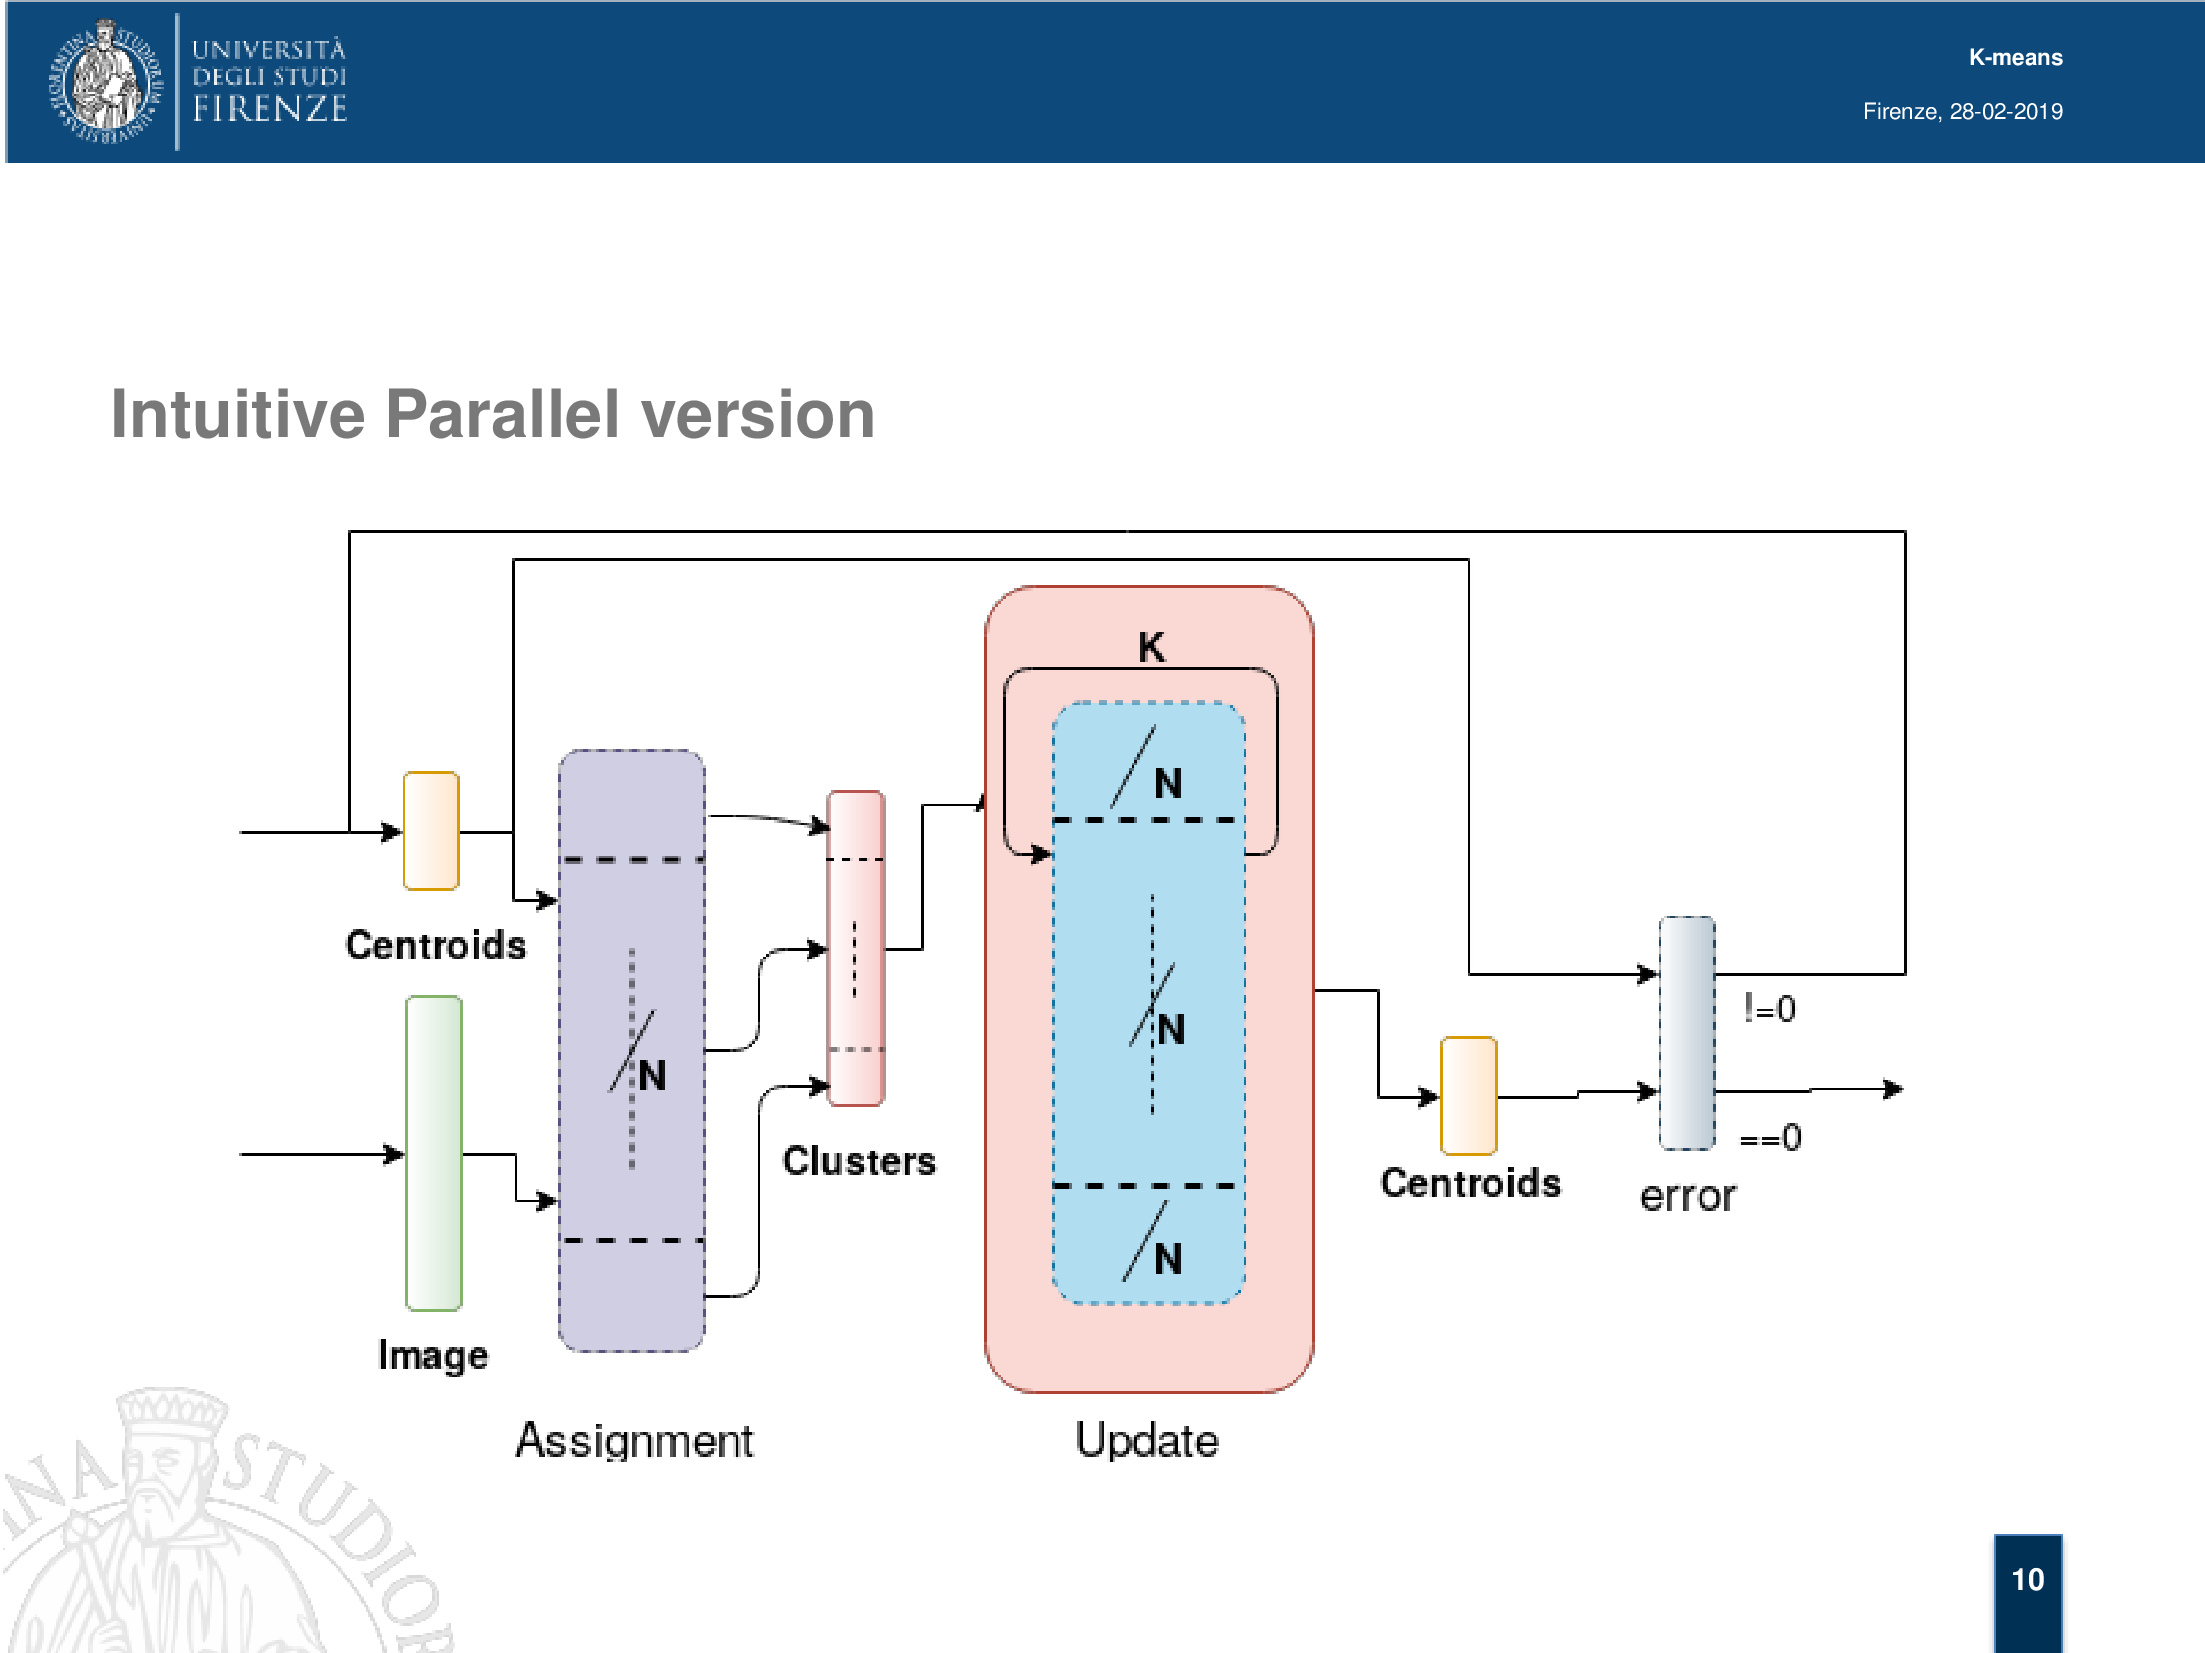 UNIVERSITÀ
DEGLI STUDI
FIRENZE
K-means
Firenze, 28-02-2019
Intuitive Parallel version
K
N
N
N
N
Centroids
Image
Clusters
Centroids
!=0
==0
error
Assignment
Update
10